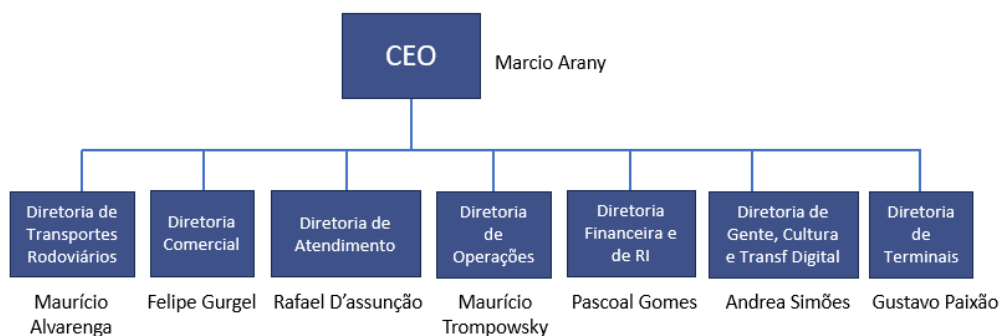 CEO
Marcio Arany
Diretoria de
Transportes
Rodoviários
Diretoria
Comercial
Diretoria de
Atendimento
Diretoria
de
Operações
Diretoria
Financeira e
de RI
Diretoria de
Gente, Cultura
e Transf Digital
Diretoria
de
Terminais
Maurício
Alvarenga
Felipe Gurgel
Rafael D’assunção
Maurício
Trompowsky
Pascoal Gomes
Andrea Simões
Gustavo Paixão